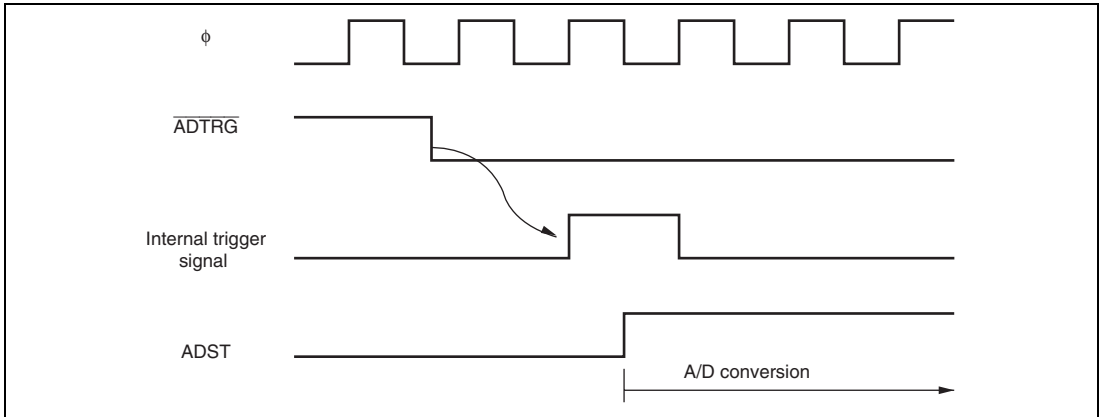 ϕ
ADTRG
Internal trigger
signal
ADST
A/D conversion